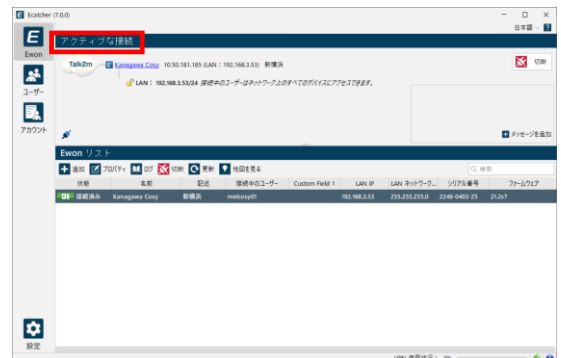 Ecatcher (7.0.0)
日本語
アクティブな接続
Ewon
Talk2m
Kanagawa Cosy 10.50.181.185 (LAN : 192.168.3.53) 新横浜
切断
LAN : 192.168.3.53/24 接続中のユーザーはネットワーク上のすべてのデバイスにアクセスできます。
ユーザー
アカウント
メッセージを追加
Ewon リスト
追加 プロパティ ログ 切断 更新 地図を見る
検索
状態 名前 記述 接続中のユーザー Custom Field 1 LAN IP LAN ネットワーク... シリアル番号 ファームウェア
接続済み Kanagawa Cosy 新横浜 melcosy01 192.168.3.53 255.255.255.0 2246-0403-25 21.2s7
設定